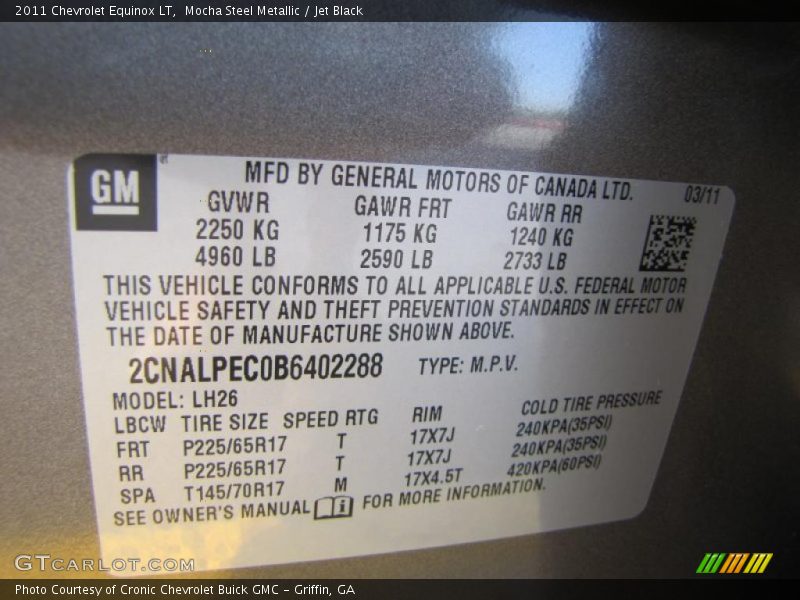 2011 Chevrolet Equinox LT, Mocha Steel Metallic / Jet Black
GM
MFD BY GENERAL MOTORS OF CANADA LTD. 03/11
GVWR GAWR FRT GAWR RR
2250 KG 1175 KG 1240 KG
4960 LB 2590 LB 2733 LB
THIS VEHICLE CONFORMS TO ALL APPLICABLE U.S. FEDERAL MOTOR
VEHICLE SAFETY AND THEFT PREVENTION STANDARDS IN EFFECT ON
THE DATE OF MANUFACTURE SHOWN ABOVE.
2CNALPEC0B6402288 TYPE: M.P.V.
MODEL: LH26
LBCW TIRE SIZE SPEED RTG RIM COLD TIRE PRESSURE
FRT P225/65R17 T 17X7J 240KPA(35PSI)
RR P225/65R17 T 17X7J 240KPA(35PSI)
SPA T145/70R17 M 17X4.5T 420KPA(60PSI)
SEE OWNER'S MANUAL i FOR MORE INFORMATION.
GTCARLOT.COM
Photo Courtesy of Cronic Chevrolet Buick GMC - Griffin, GA